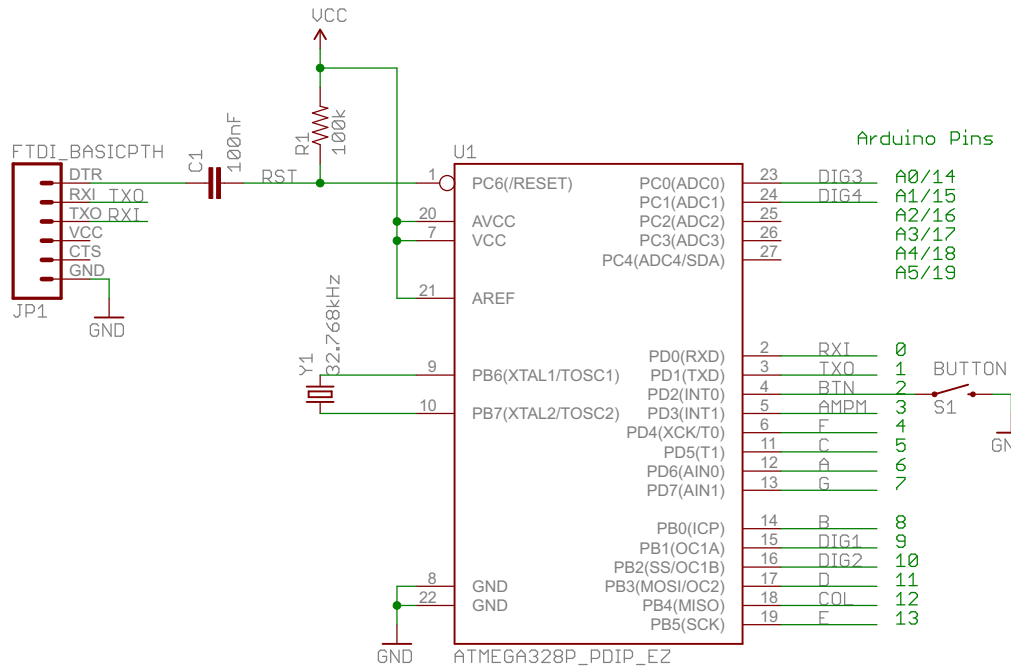 VCC
R1
100k
C1
100nF
RST
FTDI_BASICPTH
DTR
RXI TXO
TXO RXI
VCC
CTS
GND
JP1
GND
U1
1 PC6(/RESET)
20 AVCC
7 VCC
21 AREF
Y1
32.768kHz
9 PB6(XTAL1/TOSC1)
10 PB7(XTAL2/TOSC2)
8 GND
22 GND
GND
ATMEGA328P_PDIP_EZ
Arduino Pins
PC0(ADC0) 23 DIG3 A0/14
PC1(ADC1) 24 DIG4 A1/15
PC2(ADC2) 25 A2/16
PC3(ADC3) 26 A3/17
PC4(ADC4/SDA) 27 A4/18
A5/19
PD0(RXD) 2 RXI 0
PD1(TXD) 3 TXO 1
PD2(INT0) 4 BTN 2
PD3(INT1) 5 AMPM 3
PD4(XCK/T0) 6 F 4
PD5(T1) 11 C 5
PD6(AIN0) 12 A 6
PD7(AIN1) 13 G 7
BUTTON
S1
GN
PB0(ICP) 14 B 8
PB1(OC1A) 15 DIG1 9
PB2(SS/OC1B) 16 DIG2 10
PB3(MOSI/OC2) 17 D 11
PB4(MISO) 18 COL 12
PB5(SCK) 19 E 13